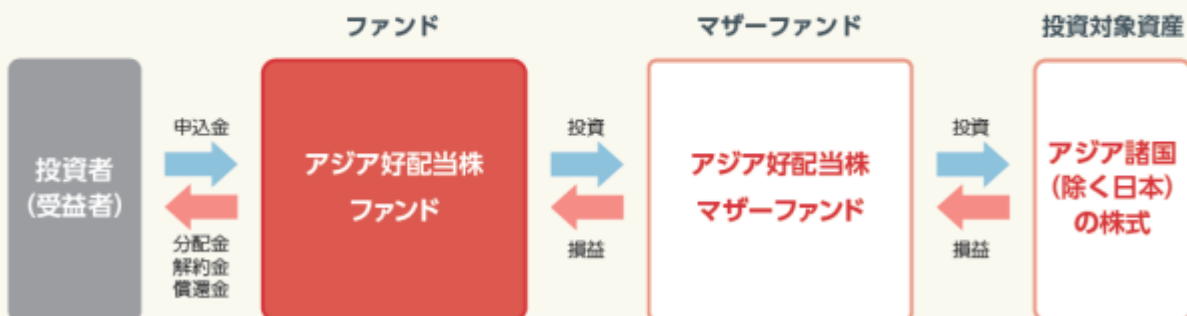 ファンド
マザーファンド
投資対象資産
投資者
（受益者）
申込金
分配金
解約金
償還金
アジア好配当株
ファンド
投資
損益
アジア好配当株
マザーファンド
投資
損益
アジア諸国
（除く日本）
の株式